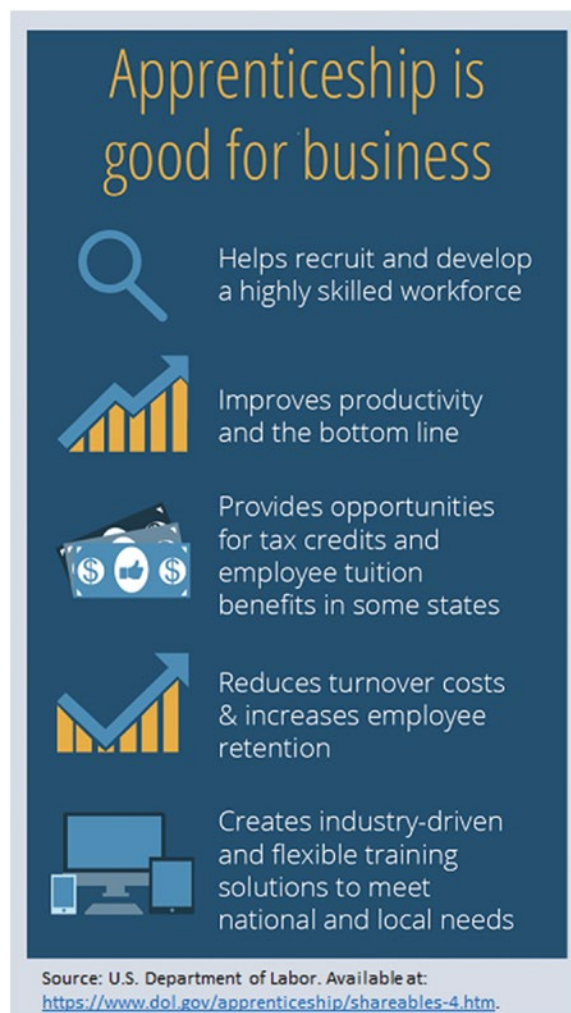 Apprenticeship is
good for business
Helps recruit and develop
a highly skilled workforce
Improves productivity
and the bottom line
Provides opportunities
for tax credits and
employee tuition
benefits in some states
$ $
Reduces turnover costs
& increases employee
retention
Creates industry-driven
and flexible training
solutions to meet
national and local needs
Source: U.S. Department of Labor. Available at:
https://www.dol.gov/apprenticeship/shareables-4.htm.